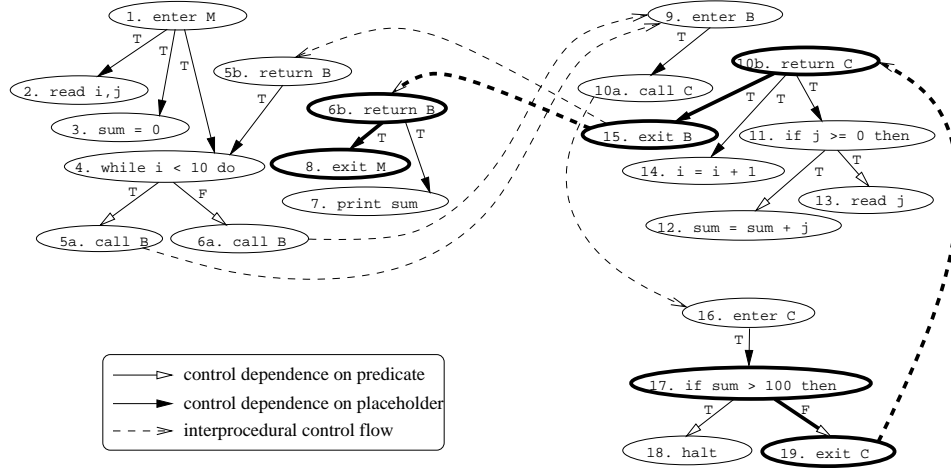 1. enter M
T
T
T
2. read i,j
3. sum = 0
5b. return B
T
4. while i < 10 do
T
F
5a. call B
6a. call B
6b. return B
T
T
8. exit M
7. print sum
9. enter B
T
10a. call C
10b. return C
T
T
T
15. exit B
14. i = i + 1
11. if j >= 0 then
T
T
12. sum = sum + j
13. read j
16. enter C
T
17. if sum > 100 then
T
F
18. halt
19. exit C
control dependence on predicate
control dependence on placeholder
interprocedural control flow